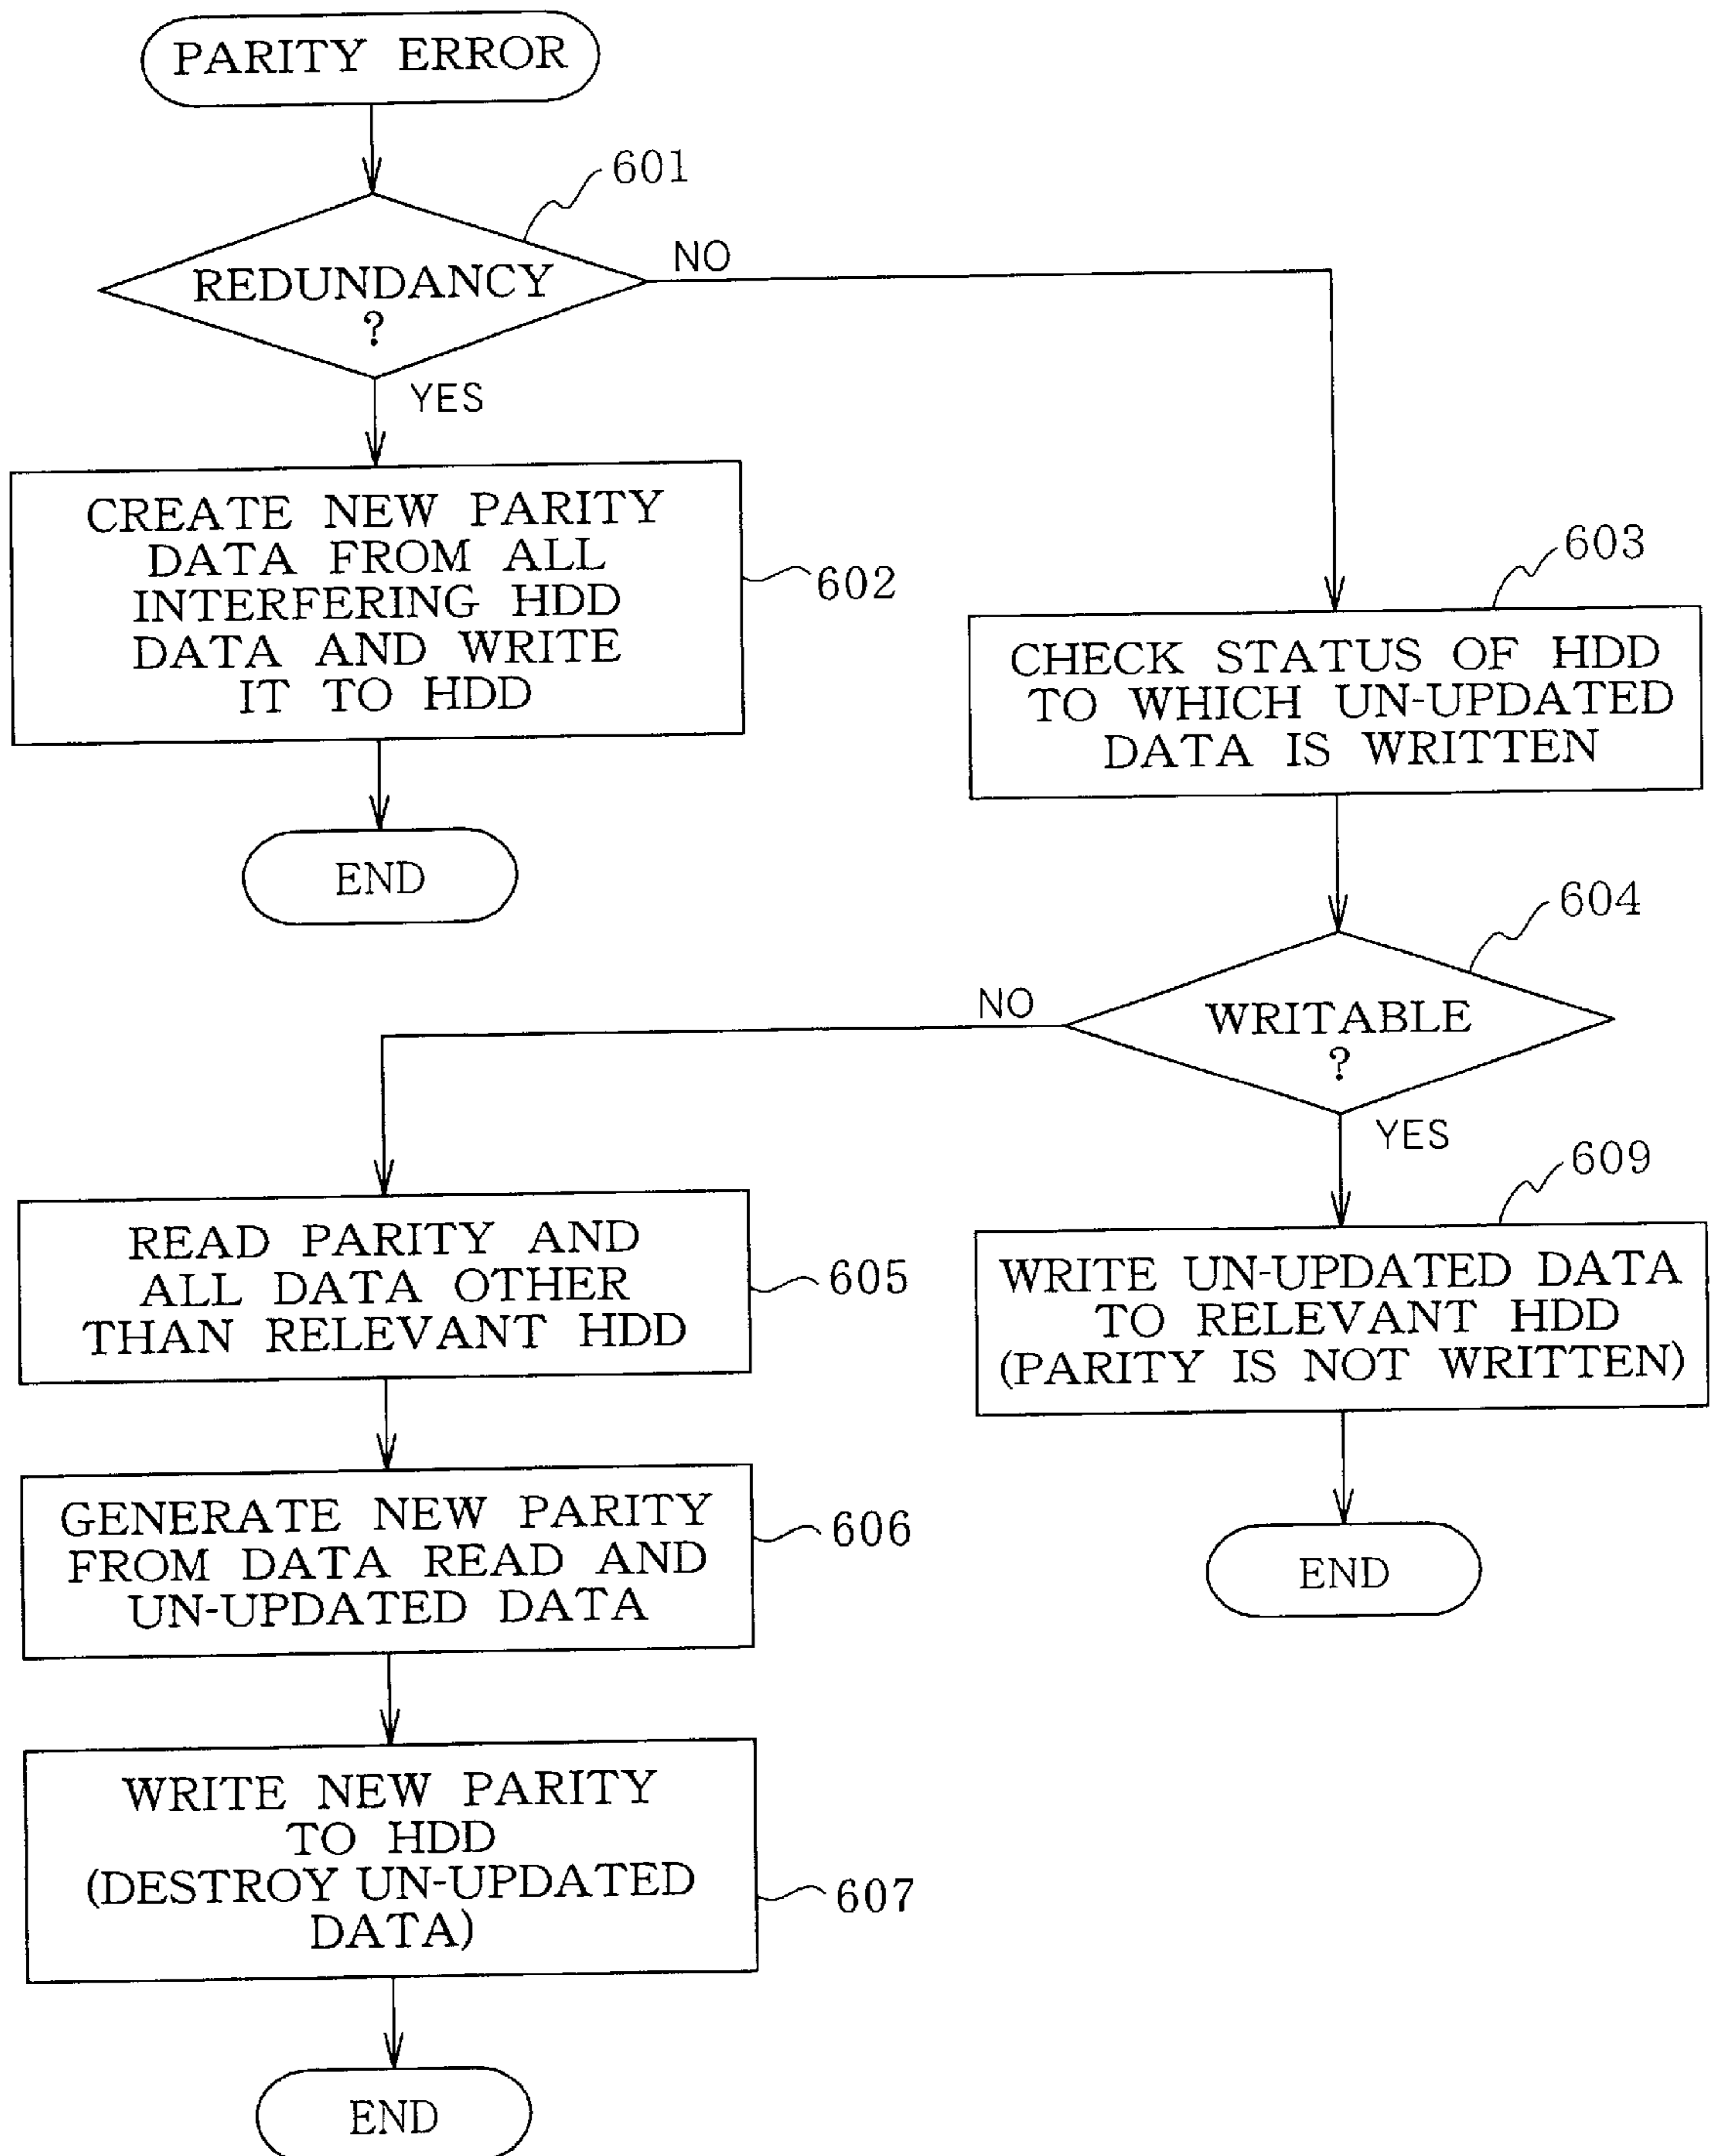 PARITY ERROR
601
REDUNDANCY
?
NO
YES
CREATE NEW PARITY
DATA FROM ALL
INTERFERING HDD
DATA AND WRITE
IT TO HDD
602
END
603
CHECK STATUS OF HDD
TO WHICH UN-UPDATED
DATA IS WRITTEN
604
WRITABLE
?
NO
YES
605
READ PARITY AND
ALL DATA OTHER
THAN RELEVANT HDD
609
WRITE UN-UPDATED DATA
TO RELEVANT HDD
(PARITY IS NOT WRITTEN)
END
GENERATE NEW PARITY
FROM DATA READ AND
UN-UPDATED DATA
606
WRITE NEW PARITY
TO HDD
(DESTROY UN-UPDATED
DATA)
607
END